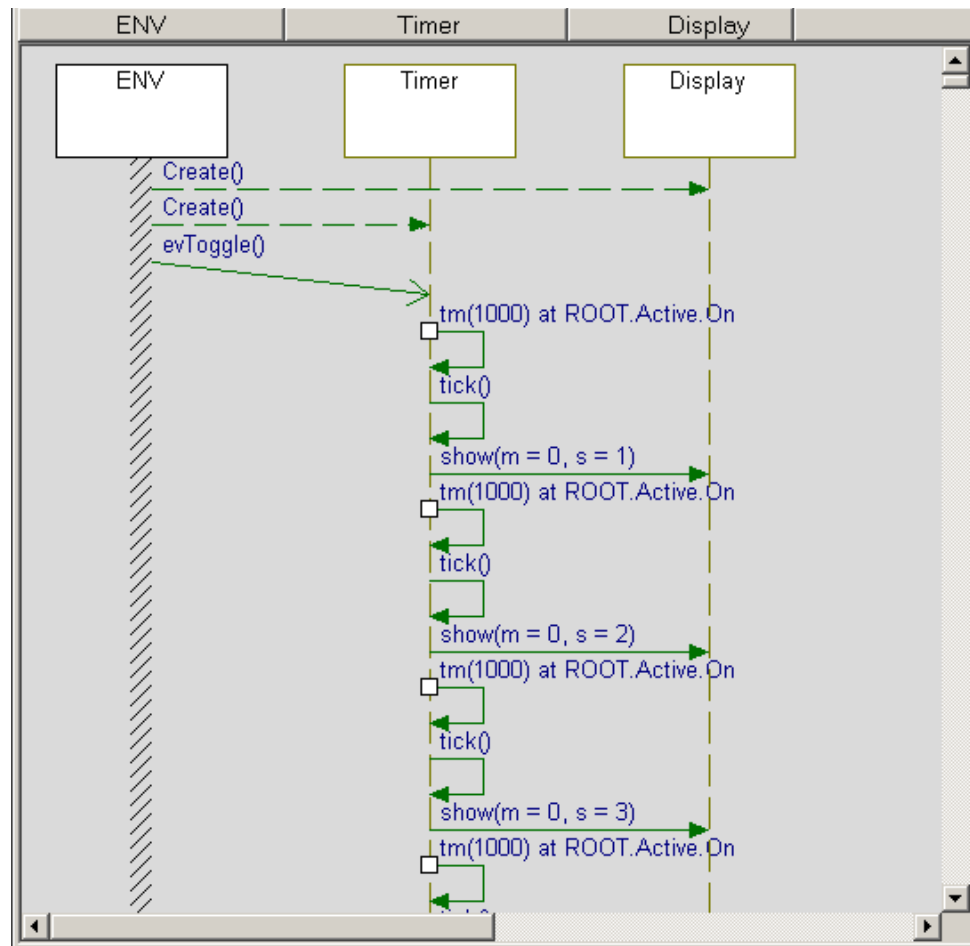 ENV Timer Display
ENV Timer Display
Create()
Create()
evToggle()
tm(1000) at ROOT.Active.On
tick()
show(m = 0, s = 1)
tm(1000) at ROOT.Active.On
tick()
show(m = 0, s = 2)
tm(1000) at ROOT.Active.On
tick()
show(m = 0, s = 3)
tm(1000) at ROOT.Active.On